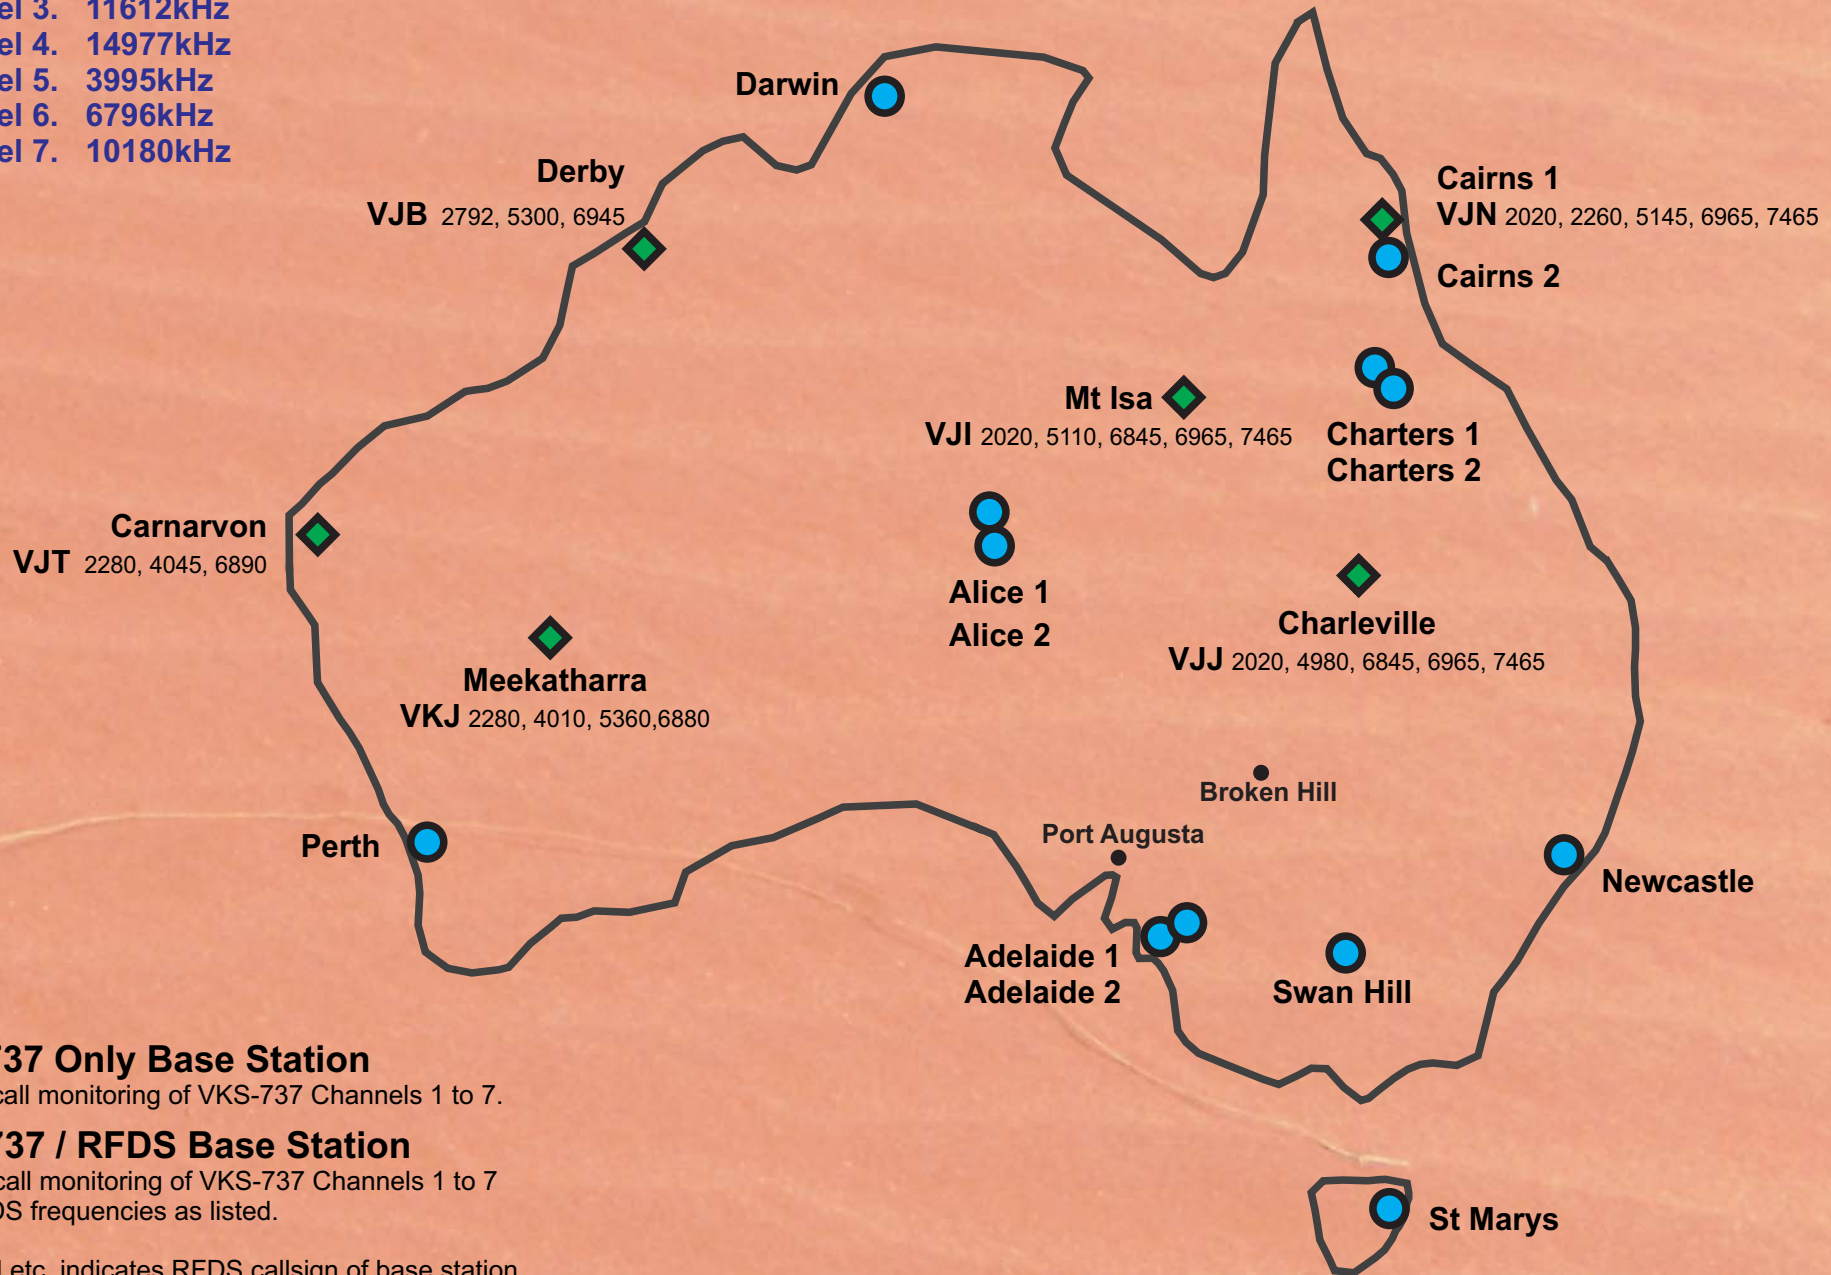 el 3. 11612kHz
el 4. 14977kHz
el 5. 3995kHz
el 6. 6796kHz
el 7. 10180kHz
Darwin
Derby
VJB 2792, 5300, 6945
Cairns 1
VJN 2020, 2260, 5145, 6965, 7465
Cairns 2
Mt Isa
VJI 2020, 5110, 6845, 6965, 7465
Charters 1
Charters 2
Carnarvon
VJT 2280, 4045, 6890
Alice 1
Alice 2
Charleville
VJJ 2020, 4980, 6845, 6965, 7465
Meekatharra
VKJ 2280, 4010, 5360,6880
Broken Hill
Port Augusta
Perth
Newcastle
Adelaide 1
Adelaide 2
Swan Hill
737 Only Base Station
call monitoring of VKS-737 Channels 1 to 7.
737 / RFDS Base Station
call monitoring of VKS-737 Channels 1 to 7
DS frequencies as listed.
St Marys
etc. indicates RFDS callsign of base station